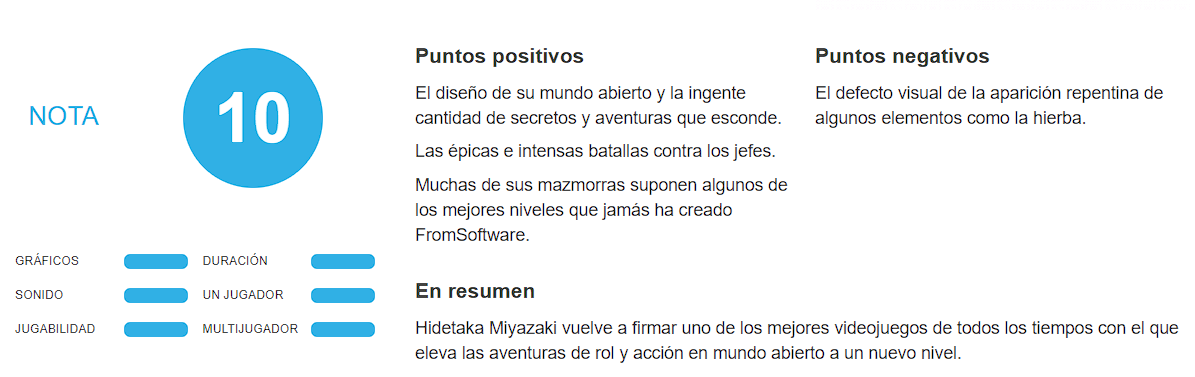 NOTA
10
GRÁFICOS
DURACIÓN
SONIDO
UN JUGADOR
JUGABILIDAD
MULTIJUGADOR
Puntos positivos
El diseño de su mundo abierto y la ingente
cantidad de secretos y aventuras que esconde.
Las épicas e intensas batallas contra los jefes.
Muchas de sus mazmorras suponen algunos de
los mejores niveles que jamás ha creado
FromSoftware.
Puntos negativos
El defecto visual de la aparición repentina de
algunos elementos como la hierba.
En resumen
Hidetaka Miyazaki vuelve a firmar uno de los mejores videojuegos de todos los tiempos con el que
eleva las aventuras de rol y acción en mundo abierto a un nuevo nivel.